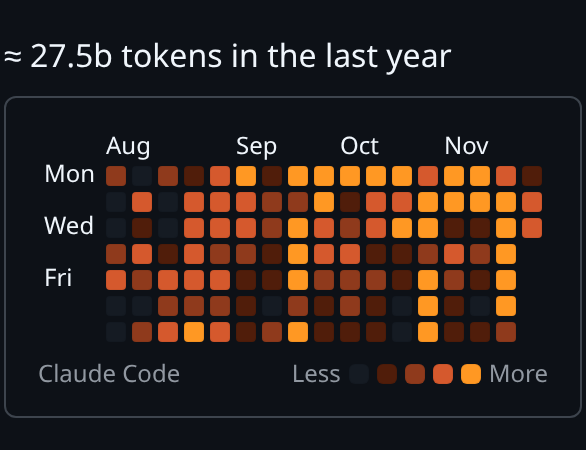 ≈ 27.5b tokens in the last year
Aug Sep Oct Nov
Mon
Wed
Fri
Claude Code Less More